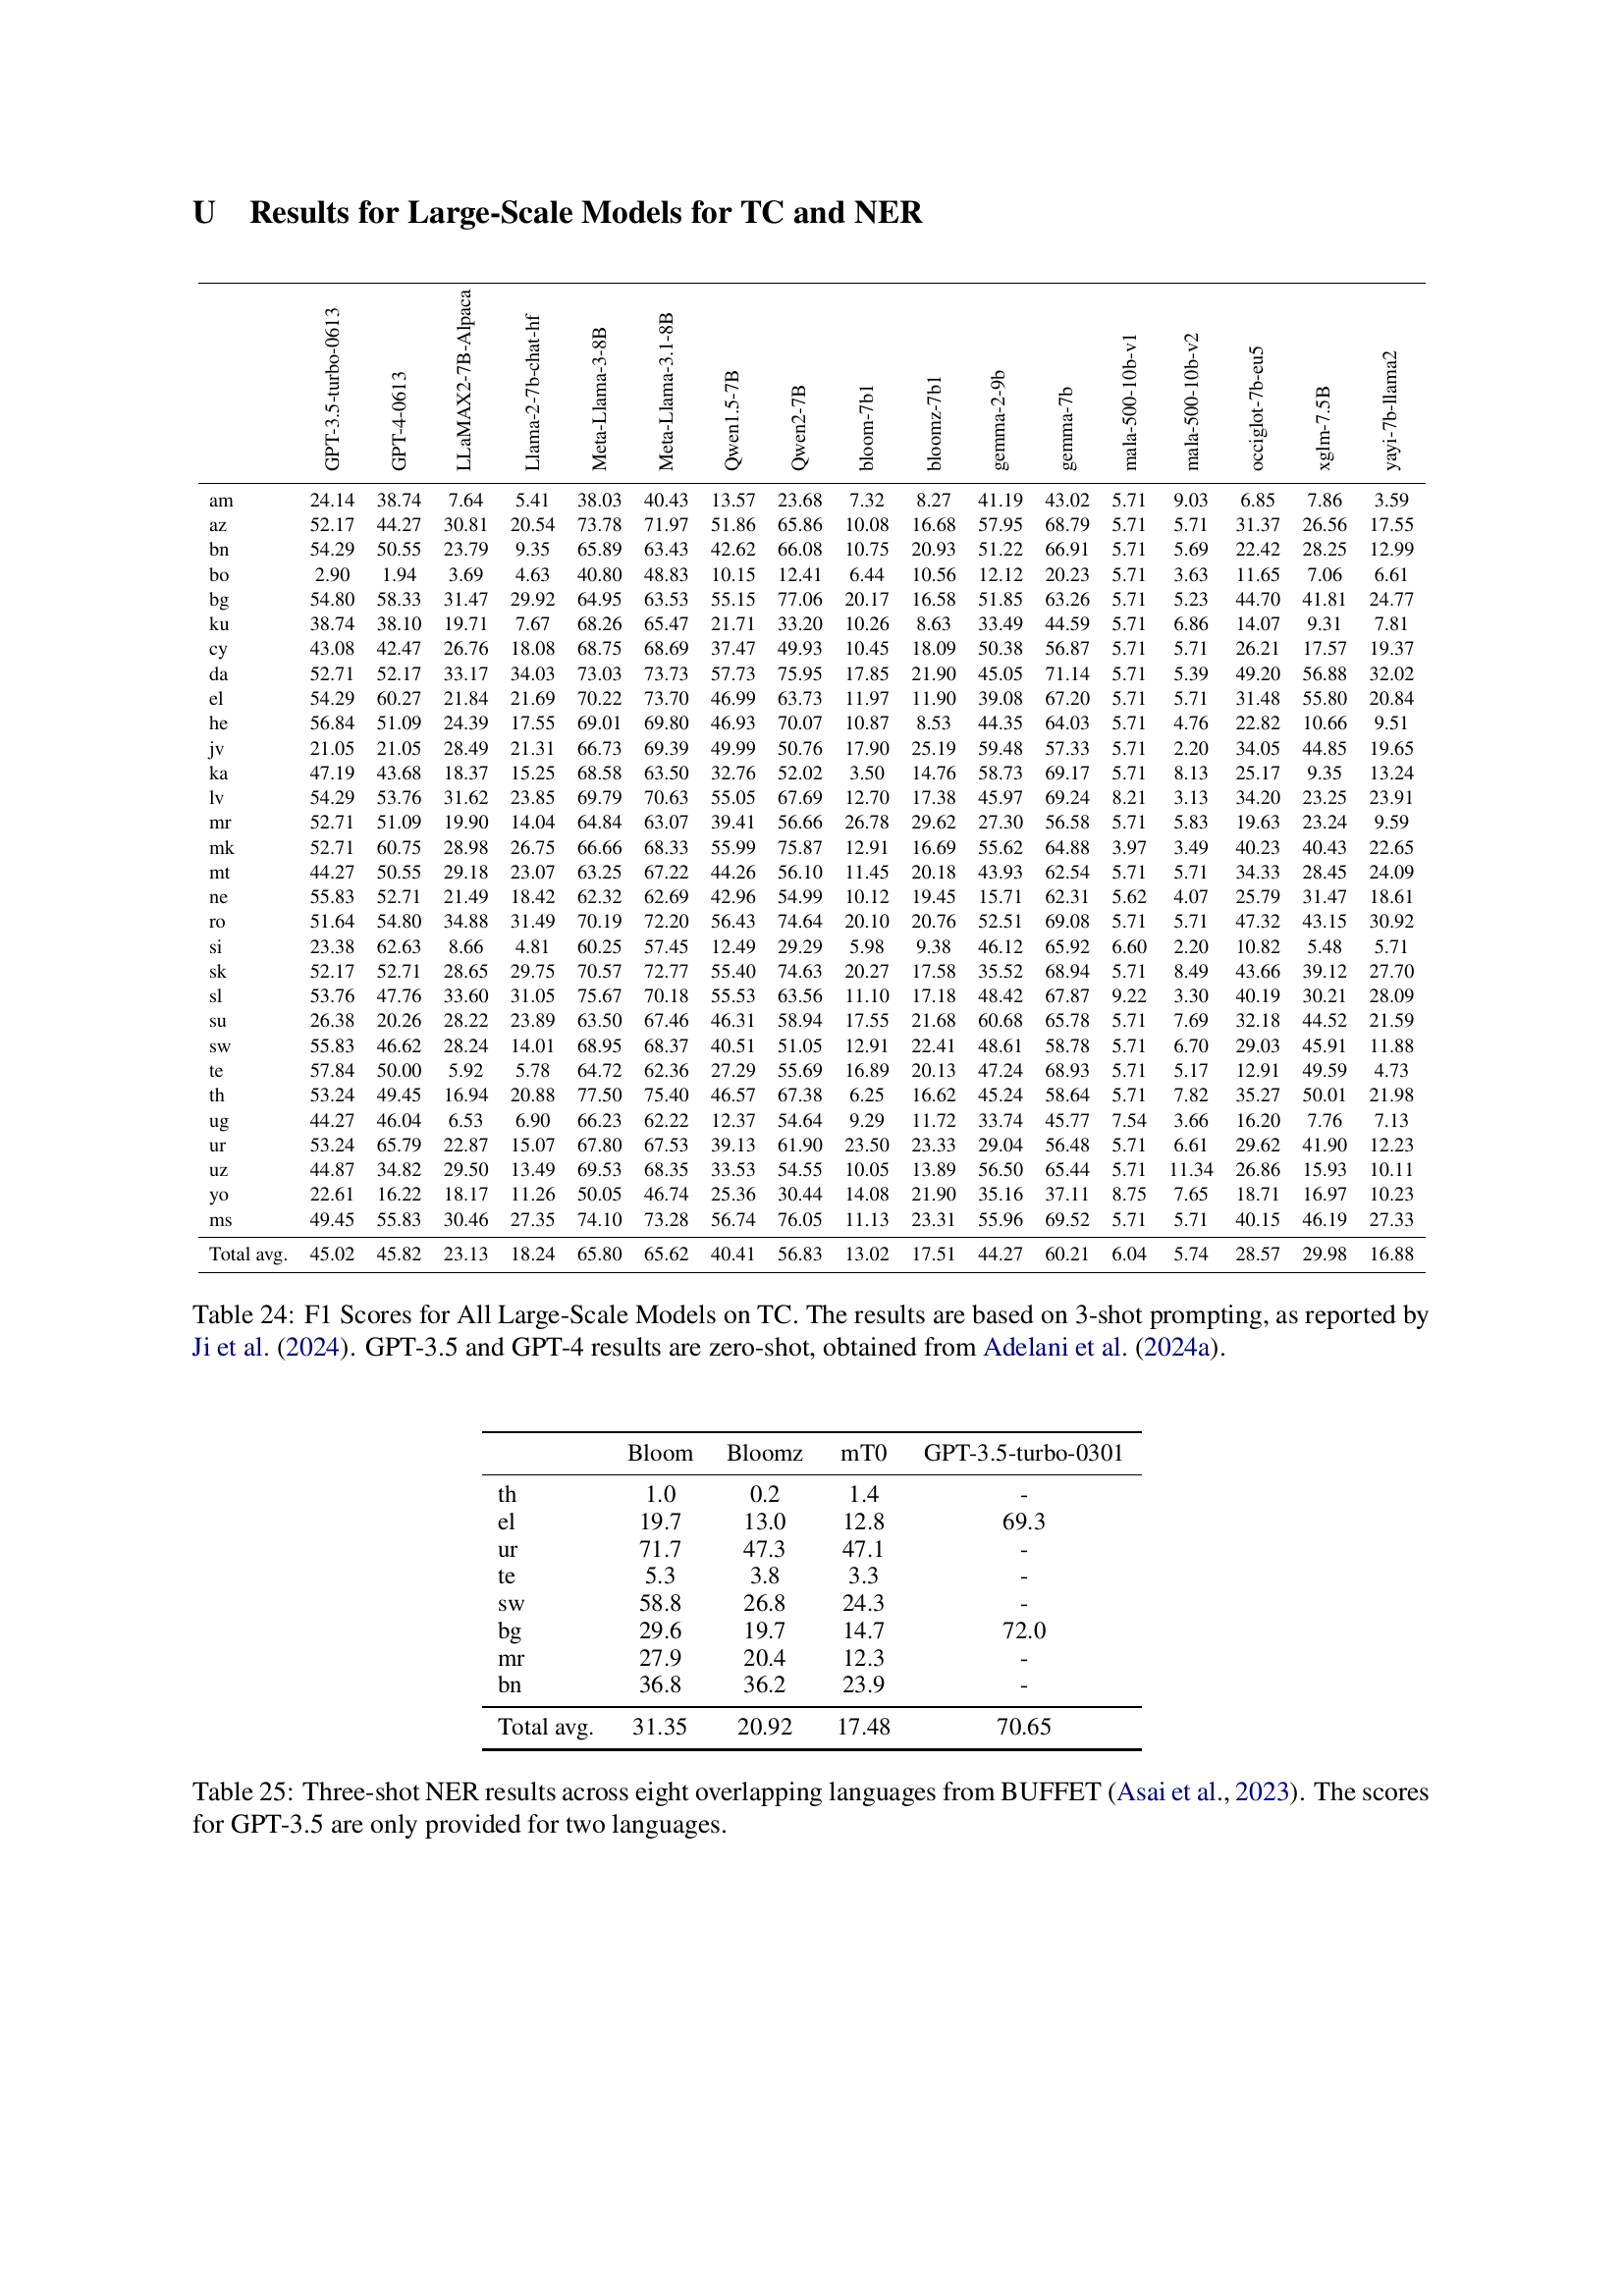 U Results for Large-Scale Models for TC and NER
GPT-3.5-turbo-0613 GPT-4-0613 LLaMAX2-7B-Alpaca Llama-2-7b-chat-hf Meta-Llama-3-8B Meta-Llama-3.1-8B Qwen1.5-7B Qwen2-7B bloom-7b1 bloomz-7b1 gemma-2-9b gemma-7b mala-500-10b-v1 mala-500-10b-v2 occiglot-7b-eu5 xglm-7.5B yayi-7b-llama2
am 24.14 38.74 7.64 5.41 38.03 40.43 13.57 23.68 7.32 8.27 41.19 43.02 5.71 9.03 6.85 7.86 3.59
az 52.17 44.27 30.81 20.54 73.78 71.97 51.86 65.86 10.08 16.68 57.95 68.79 5.71 5.71 31.37 26.56 17.55
bn 54.29 50.55 23.79 9.35 65.89 63.43 42.62 66.08 10.75 20.93 51.22 66.91 5.71 5.69 22.42 28.25 12.99
bo 2.90 1.94 3.69 4.63 40.80 48.83 10.15 12.41 6.44 10.56 12.12 20.23 5.71 3.63 11.65 7.06 6.61
bg 54.80 58.33 31.47 29.92 64.95 63.53 55.15 77.06 20.17 16.58 51.85 63.26 5.71 5.23 44.70 41.81 24.77
ku 38.74 38.10 19.71 7.67 68.26 65.47 21.71 33.20 10.26 8.63 33.49 44.59 5.71 6.86 14.07 9.31 7.81
cy 43.08 42.47 26.76 18.08 68.75 68.69 37.47 49.93 10.45 18.09 50.38 56.87 5.71 5.71 26.21 17.57 19.37
da 52.71 52.17 33.17 34.03 73.03 73.73 57.73 75.95 17.85 21.90 45.05 71.14 5.71 5.39 49.20 56.88 32.02
el 54.29 60.27 21.84 21.69 70.22 73.70 46.99 63.73 11.97 11.90 39.08 67.20 5.71 5.71 31.48 55.80 20.84
he 56.84 51.09 24.39 17.55 69.01 69.80 46.93 70.07 10.87 8.53 44.35 64.03 5.71 4.76 22.82 10.66 9.51
jv 21.05 21.05 28.49 21.31 66.73 69.39 49.99 50.76 17.90 25.19 59.48 57.33 5.71 2.20 34.05 44.85 19.65
ka 47.19 43.68 18.37 15.25 68.58 63.50 32.76 52.02 3.50 14.76 58.73 69.17 5.71 8.13 25.17 9.35 13.24
lv 54.29 53.76 31.62 23.85 69.79 70.63 55.05 67.69 12.70 17.38 45.97 69.24 8.21 3.13 34.20 23.25 23.91
mr 52.71 51.09 19.90 14.04 64.84 63.07 39.41 56.66 26.78 29.62 27.30 56.58 5.71 5.83 19.63 23.24 9.59
mk 52.71 60.75 28.98 26.75 66.66 68.33 55.99 75.87 12.91 16.69 55.62 64.88 3.97 3.49 40.23 40.43 22.65
mt 44.27 50.55 29.18 23.07 63.25 67.22 44.26 56.10 11.45 20.18 43.93 62.54 5.71 5.71 34.33 28.45 24.09
ne 55.83 52.71 21.49 18.42 62.32 62.69 42.96 54.99 10.12 19.45 15.71 62.31 5.62 4.07 25.79 31.47 18.61
ro 51.64 54.80 34.88 31.49 70.19 72.20 56.43 74.64 20.10 20.76 52.51 69.08 5.71 5.71 47.32 43.15 30.92
si 23.38 62.63 8.66 4.81 60.25 57.45 12.49 29.29 5.98 9.38 46.12 65.92 6.60 2.20 10.82 5.48 5.71
sk 52.17 52.71 28.65 29.75 70.57 72.77 55.40 74.63 20.27 17.58 35.52 68.94 5.71 8.49 43.66 39.12 27.70
sl 53.76 47.76 33.60 31.05 75.67 70.18 55.53 63.56 11.10 17.18 48.42 67.87 9.22 3.30 40.19 30.21 28.09
su 26.38 20.26 28.22 23.89 63.50 67.46 46.31 58.94 17.55 21.68 60.68 65.78 5.71 7.69 32.18 44.52 21.59
sw 55.83 46.62 28.24 14.01 68.95 68.37 40.51 51.05 12.91 22.41 48.61 58.78 5.71 6.70 29.03 45.91 11.88
te 57.84 50.00 5.92 5.78 64.72 62.36 27.29 55.69 16.89 20.13 47.24 68.93 5.71 5.17 12.91 49.59 4.73
th 53.24 49.45 16.94 20.88 77.50 75.40 46.57 67.38 6.25 16.62 45.24 58.64 5.71 7.82 35.27 50.01 21.98
ug 44.27 46.04 6.53 6.90 66.23 62.22 12.37 54.64 9.29 11.72 33.74 45.77 7.54 3.66 16.20 7.76 7.13
ur 53.24 65.79 22.87 15.07 67.80 67.53 39.13 61.90 23.50 23.33 29.04 56.48 5.71 6.61 29.62 41.90 12.23
uz 44.87 34.82 29.50 13.49 69.53 68.35 33.53 54.55 10.05 13.89 56.50 65.44 5.71 11.34 26.86 15.93 10.11
yo 22.61 16.22 18.17 11.26 50.05 46.74 25.36 30.44 14.08 21.90 35.16 37.11 8.75 7.65 18.71 16.97 10.23
ms 49.45 55.83 30.46 27.35 74.10 73.28 56.74 76.05 11.13 23.31 55.96 69.52 5.71 5.71 40.15 46.19 27.33
Total avg. 45.02 45.82 23.13 18.24 65.80 65.62 40.41 56.83 13.02 17.51 44.27 60.21 6.04 5.74 28.57 29.98 16.88
Table 24: F1 Scores for All Large-Scale Models on TC. The results are based on 3-shot prompting, as reported by
Ji et al. (2024). GPT-3.5 and GPT-4 results are zero-shot, obtained from Adelani et al. (2024a).
Bloom Bloomz mT0 GPT-3.5-turbo-0301
th 1.0 0.2 1.4 -
el 19.7 13.0 12.8 69.3
ur 71.7 47.3 47.1 -
te 5.3 3.8 3.3 -
sw 58.8 26.8 24.3 -
bg 29.6 19.7 14.7 72.0
mr 27.9 20.4 12.3 -
bn 36.8 36.2 23.9 -
Total avg. 31.35 20.92 17.48 70.65
Table 25: Three-shot NER results across eight overlapping languages from BUFFET (Asai et al., 2023). The scores
for GPT-3.5 are only provided for two languages.